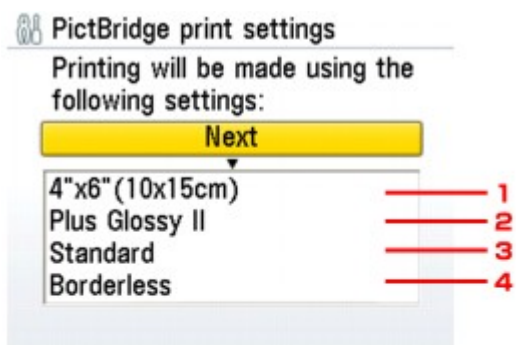 PictBridge print settings
Printing will be made using the
following settings:
Next
4"x6"(10x15cm) 1
Plus Glossy II 2
Standard 3
Borderless 4